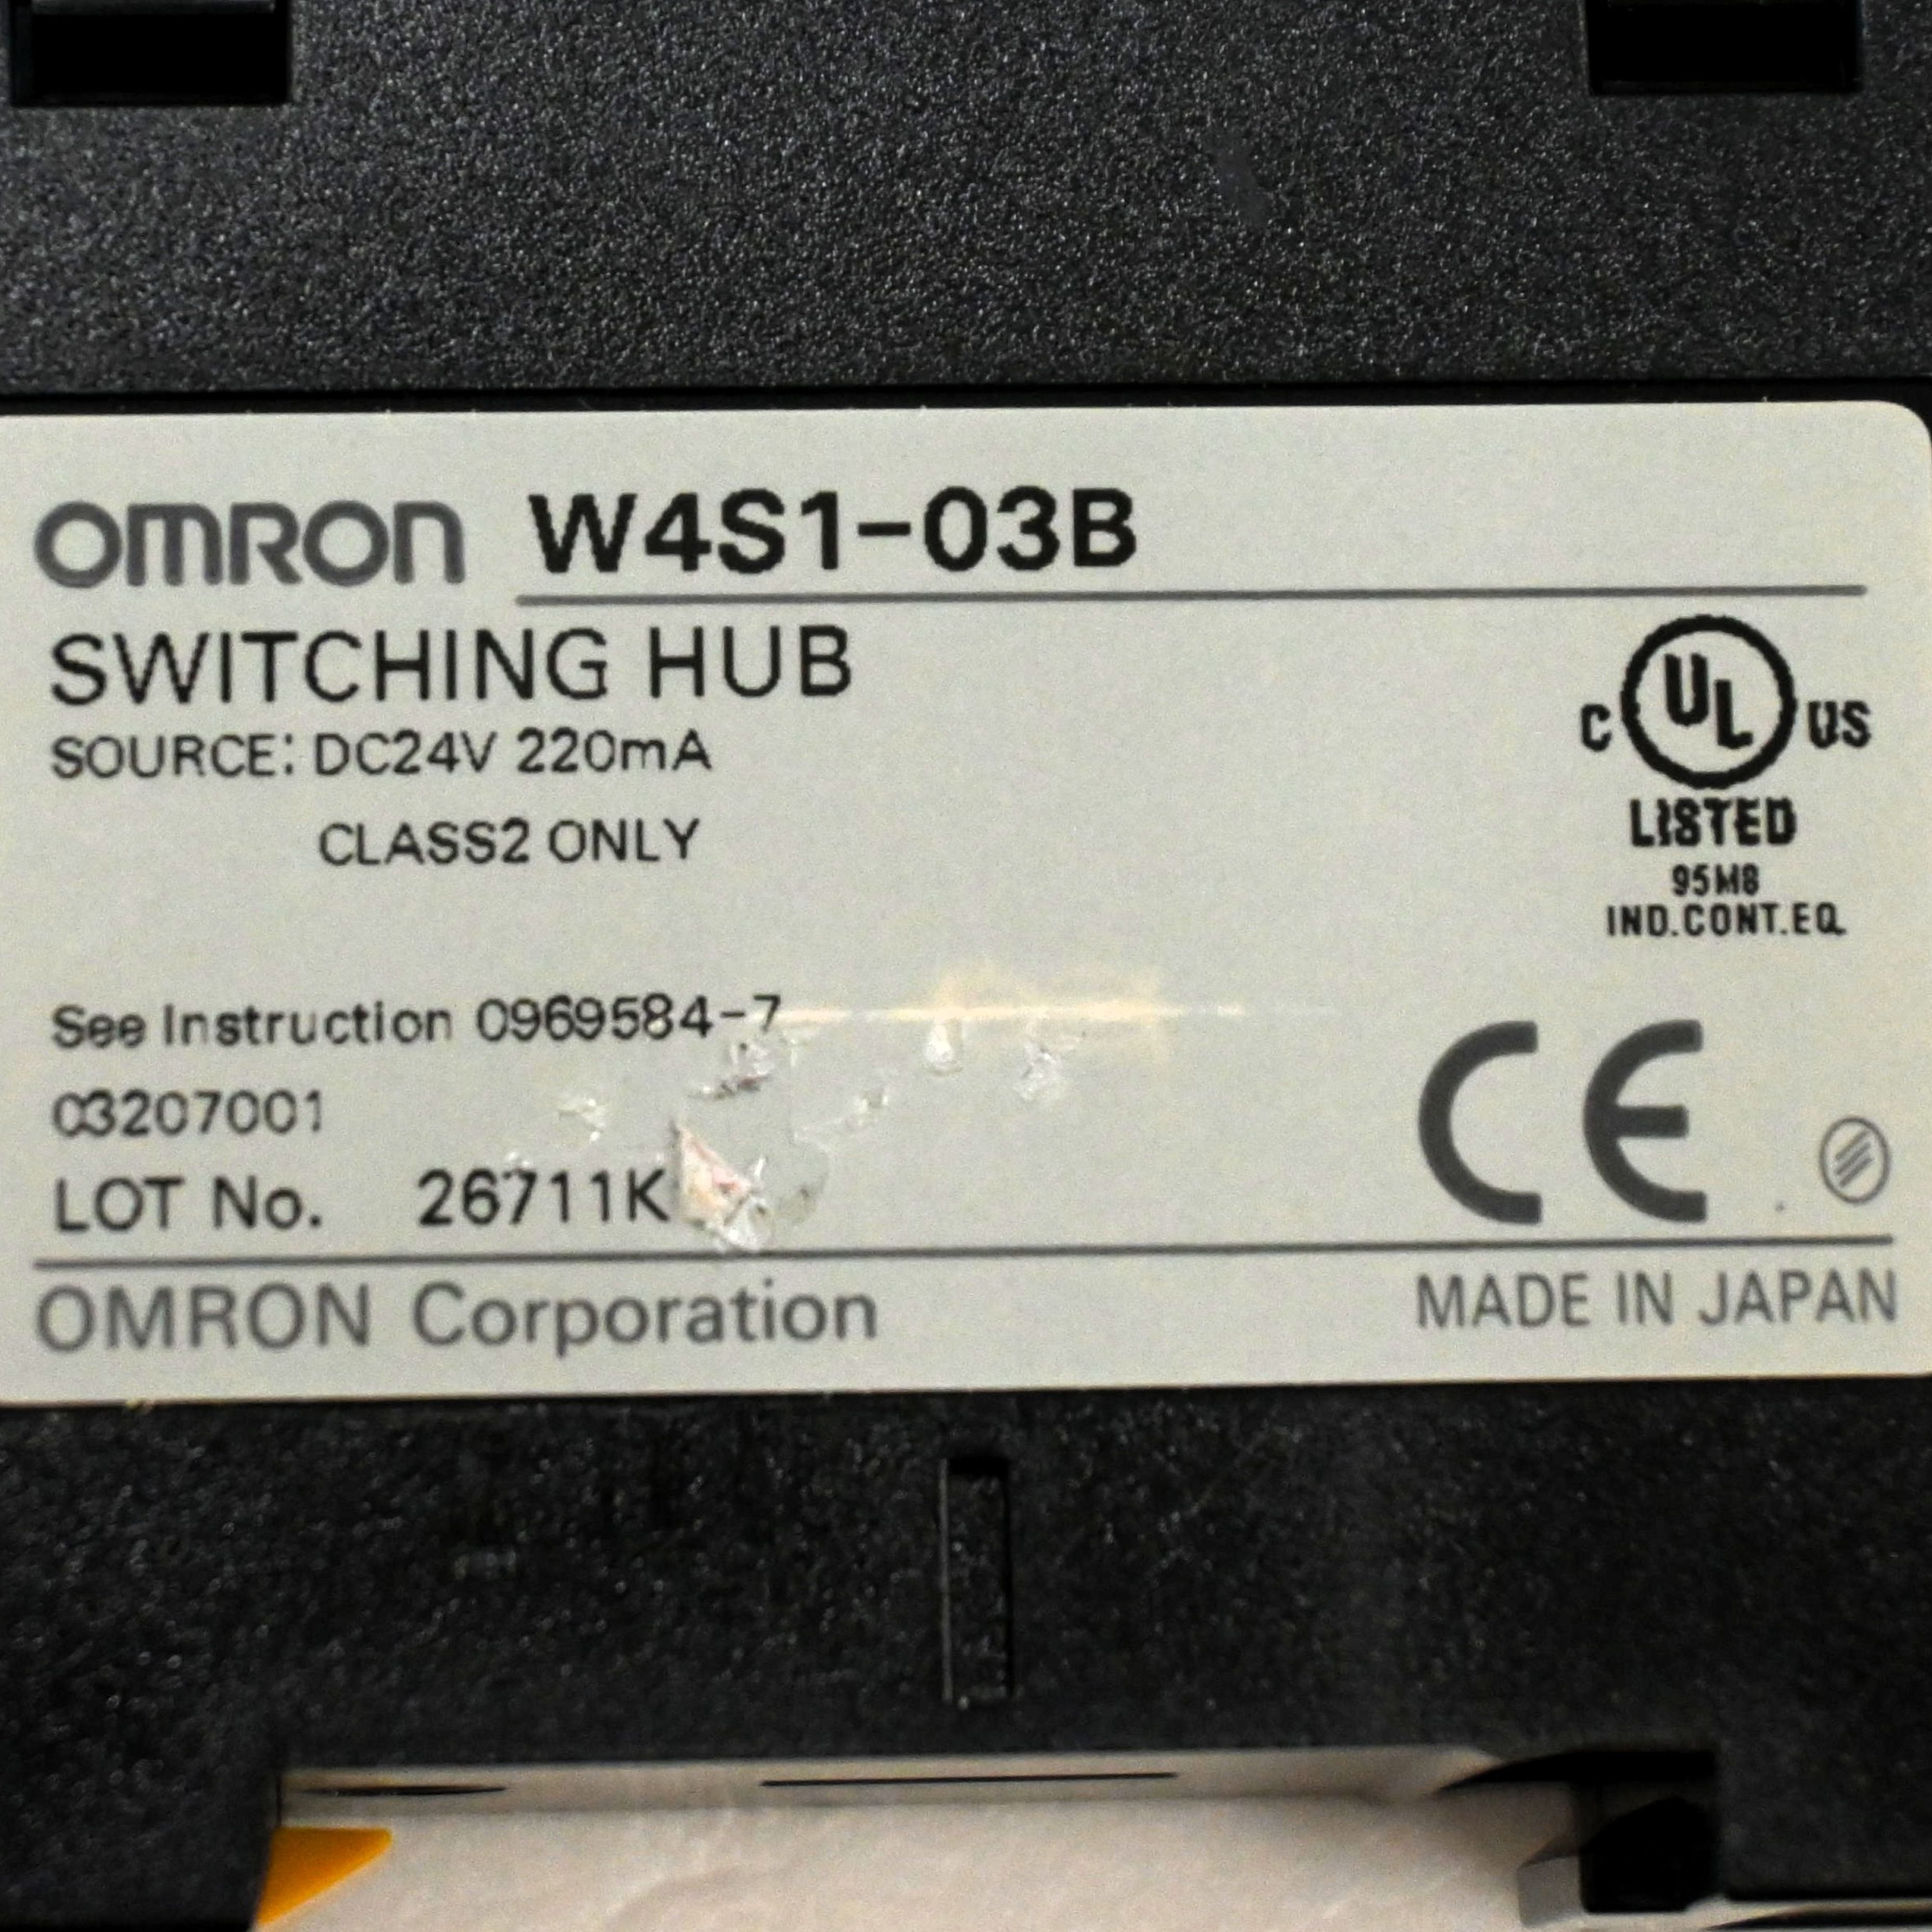 OMRON W4S1-03B
SWITCHING HUB
SOURCE: DC24V 220mA
CLASS2 ONLY
C UL US
LISTED
95M8
IND.CONT.EQ.
See Instruction 0969584-7
03207001
LOT No. 26711K
CE
OMRON Corporation
MADE IN JAPAN